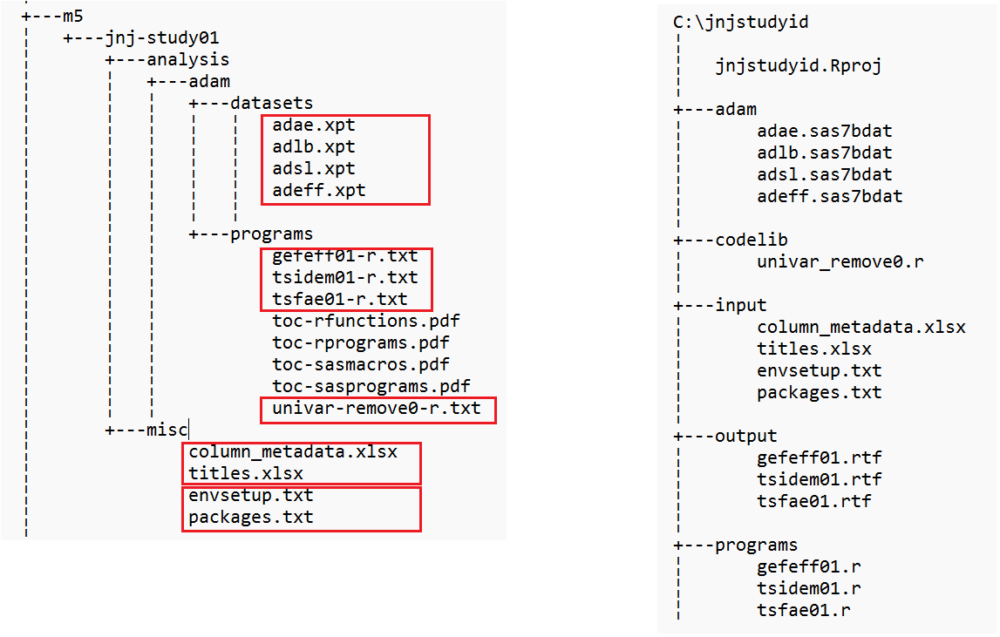 +---m5
+---jnj-study01
+---analysis
+---adam
+---datasets
adae.xpt
adlb.xpt
adsl.xpt
adeff.xpt
+---programs
gefeff01-r.txt
tsidem01-r.txt
tsfae01-r.txt
toc-rfunctions.pdf
toc-rprograms.pdf
toc-sasmacros.pdf
toc-sasprograms.pdf
univar-remove0-r.txt
+---misc
column_metadata.xlsx
titles.xlsx
envsetup.txt
packages.txt
C:\jnjstudyid
jnjstudyid.Rproj
+---adam
adae.sas7bdat
adlb.sas7bdat
adsl.sas7bdat
adeff.sas7bdat
+---codelib
univar_remove0.r
+---input
column_metadata.xlsx
titles.xlsx
envsetup.txt
packages.txt
+---output
gefeff01.rtf
tsidem01.rtf
tsfae01.rtf
+---programs
gefeff01.r
tsidem01.r
tsfae01.r